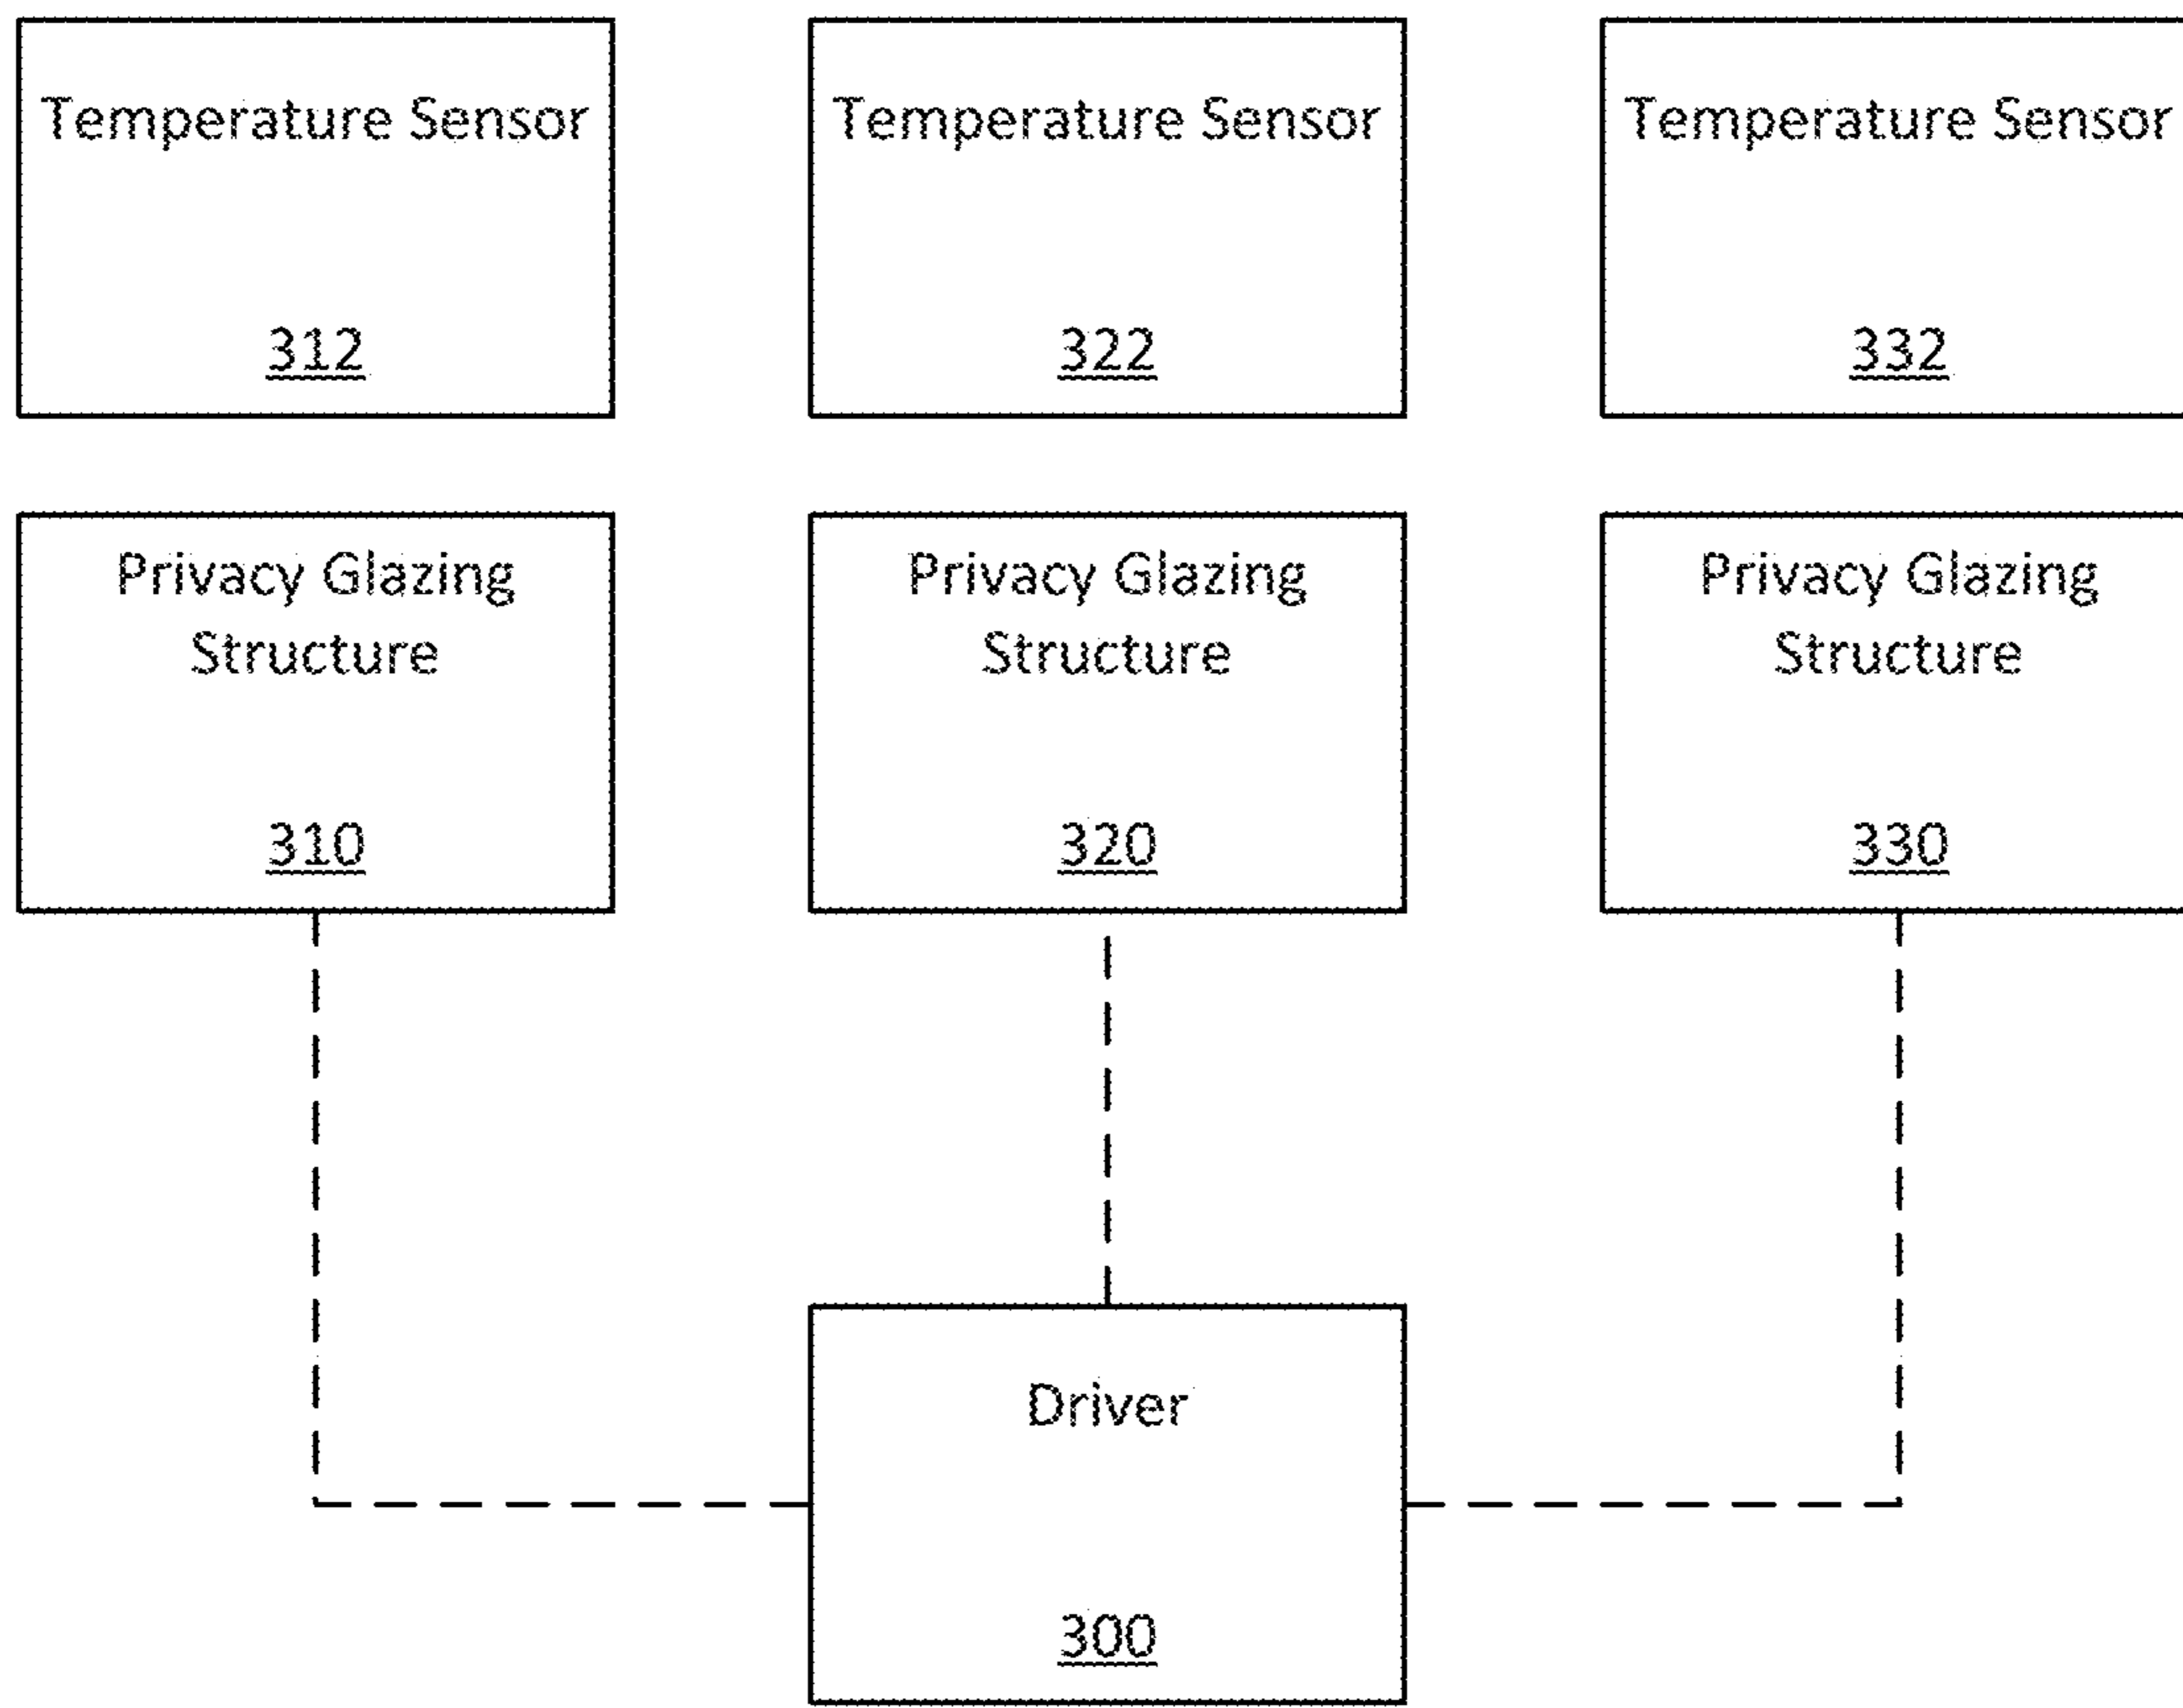 Temperature Sensor
312
Temperature Sensor
322
Temperature Sensor
332
Privacy Glazing
Structure
310
Privacy Glazing
Structure
320
Privacy Glazing
Structure
330
Driver
300